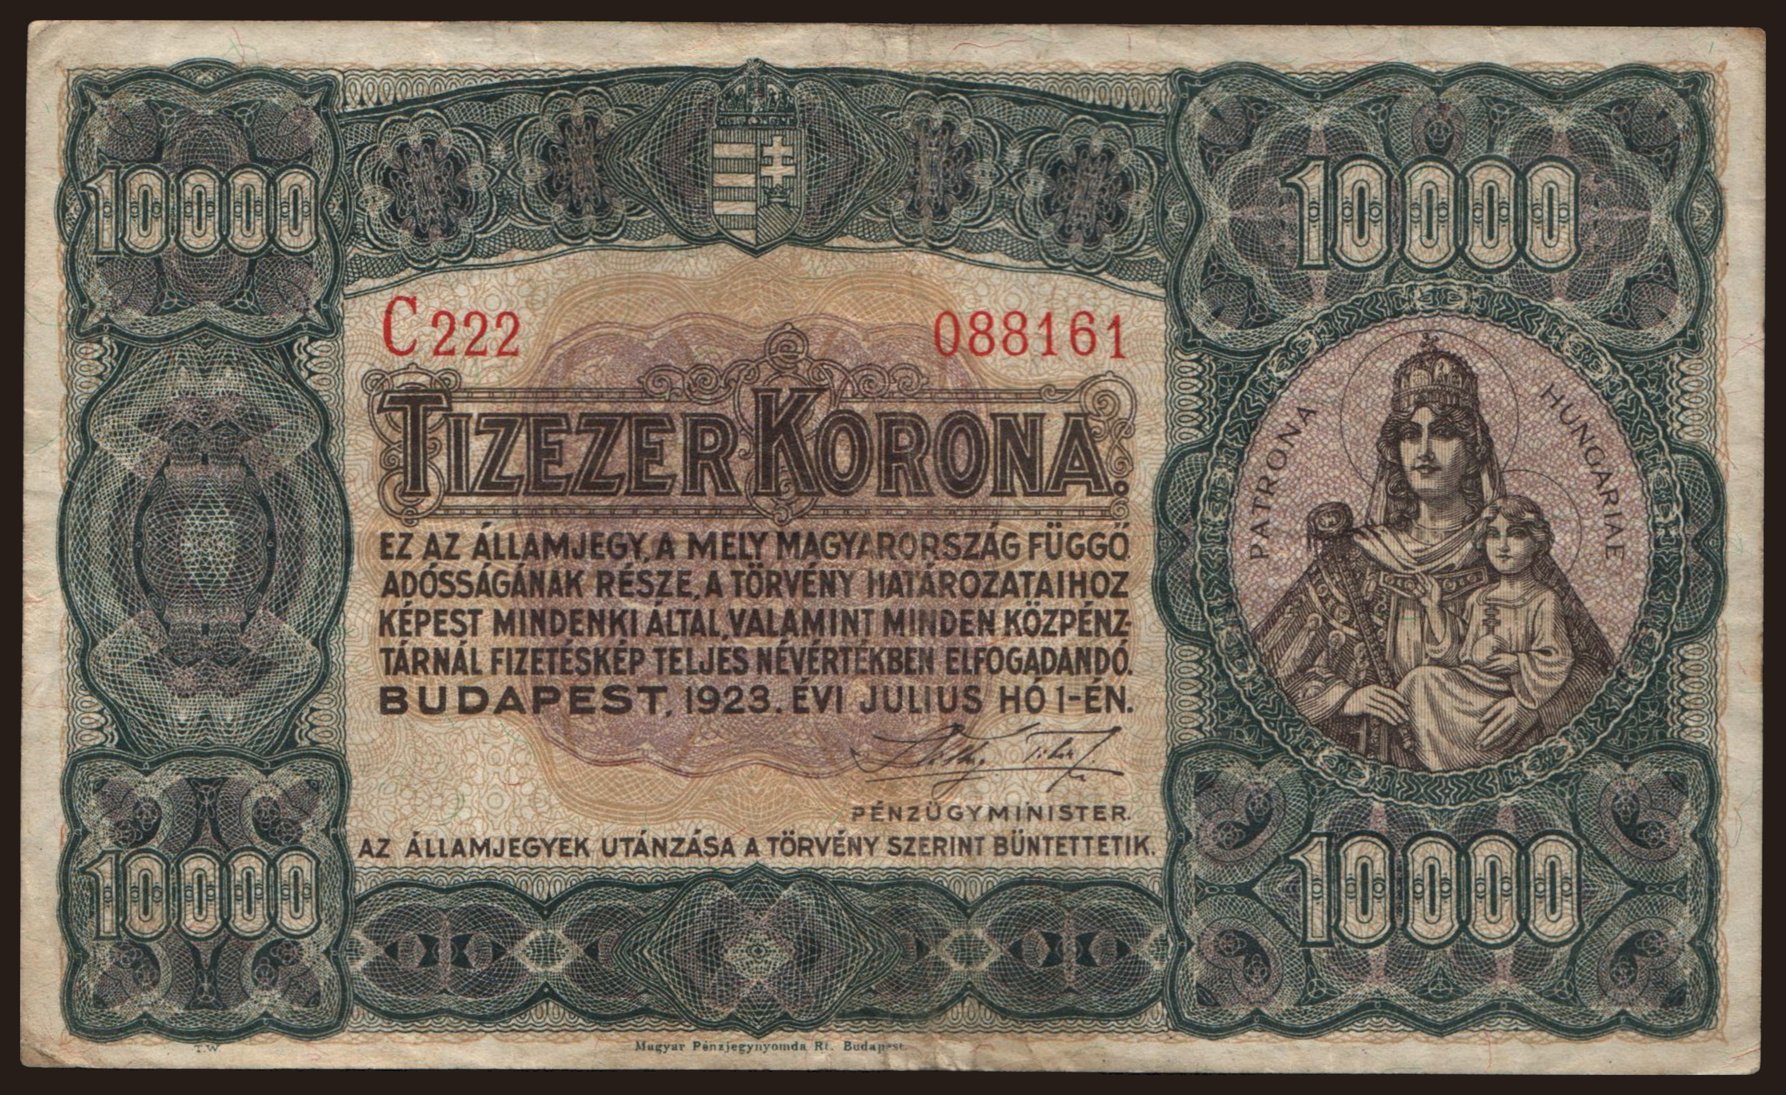 10000
10000
C 222
088161
TIZEZER KORONA.
EZ AZ ÁLLAMJEGY, A MELY MAGYARORSZÁG FÜGGŐ
ADÓSSÁGÁNAK RÉSZE, A TÖRVÉNY HATÁROZATAIHOZ
KÉPEST MINDENKI ÁLTAL, VALAMINT MINDEN KÖZPÉNZ-
TÁRNÁL FIZETÉSKÉP TELJES NÉVÉRTÉKBEN ELFOGADANDÓ.
BUDAPEST, 1923. ÉVI JULIUS HÓ 1-ÉN.
PÉNZÜGYMINISTER.
AZ ÁLLAMJEGYEK UTÁNZÁSA A TÖRVÉNY SZERINT BÜNTETTETIK.
PATRONA HUNGARIAE
10000
10000
T.W
Magyar Pénzjegynyomda Rt. Budapest.